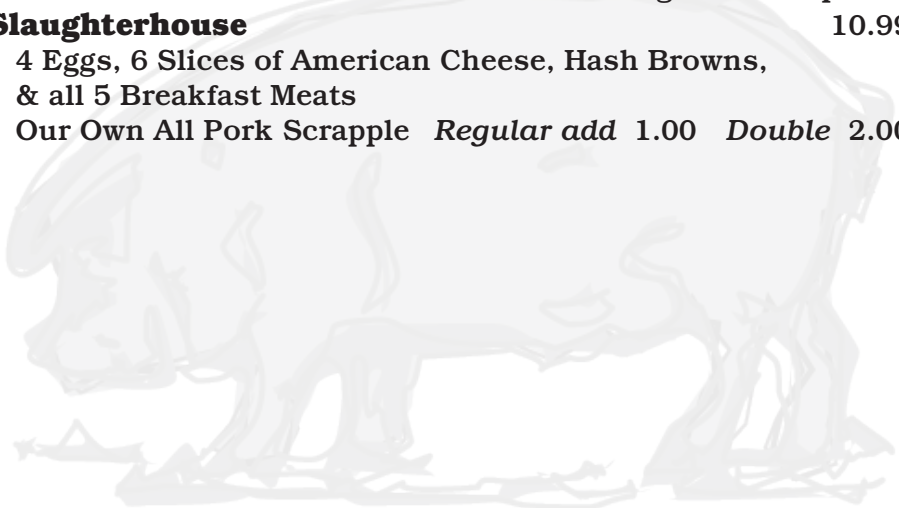 Slaughterhouse 10.99
4 Eggs, 6 Slices of American Cheese, Hash Browns,
& all 5 Breakfast Meats
Our Own All Pork Scrapple Regular add 1.00 Double 2.00